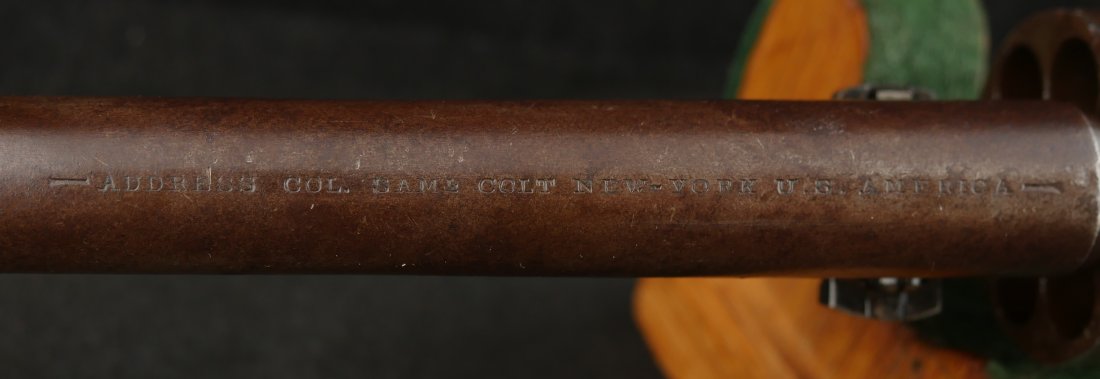 — ADDRESS COL. SAML COLT NEW-YORK U.S. AMERICA —